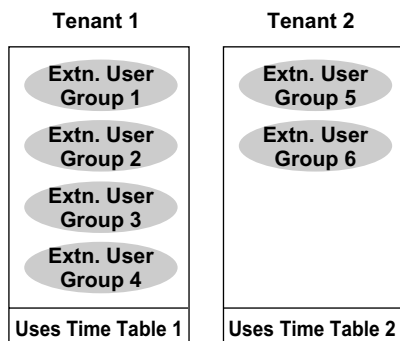 Tenant 1
Extn. User
Group 1
Extn. User
Group 2
Extn. User
Group 3
Extn. User
Group 4
Uses Time Table 1
Tenant 2
Extn. User
Group 5
Extn. User
Group 6
Uses Time Table 2